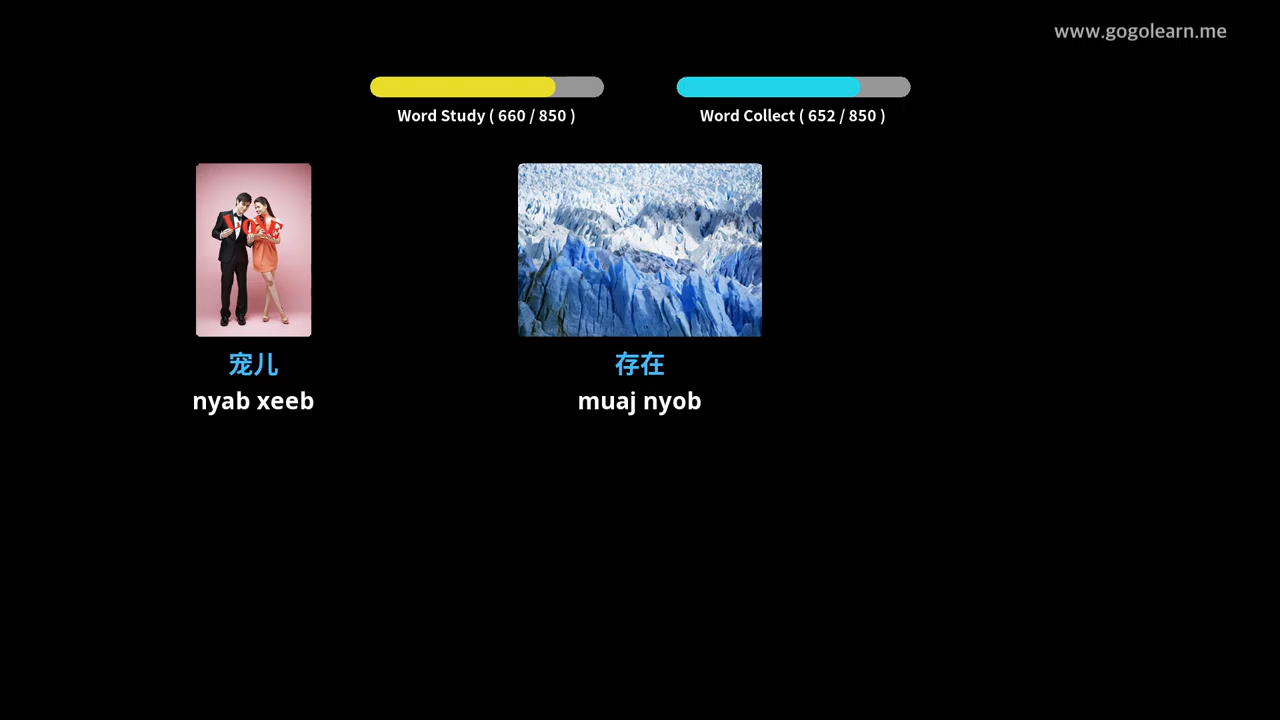 www.gogolearn.me
Word Study ( 660 / 850 )
Word Collect ( 652 / 850 )
LOVE
宠儿
存在
nyab xeeb
muaj nyob